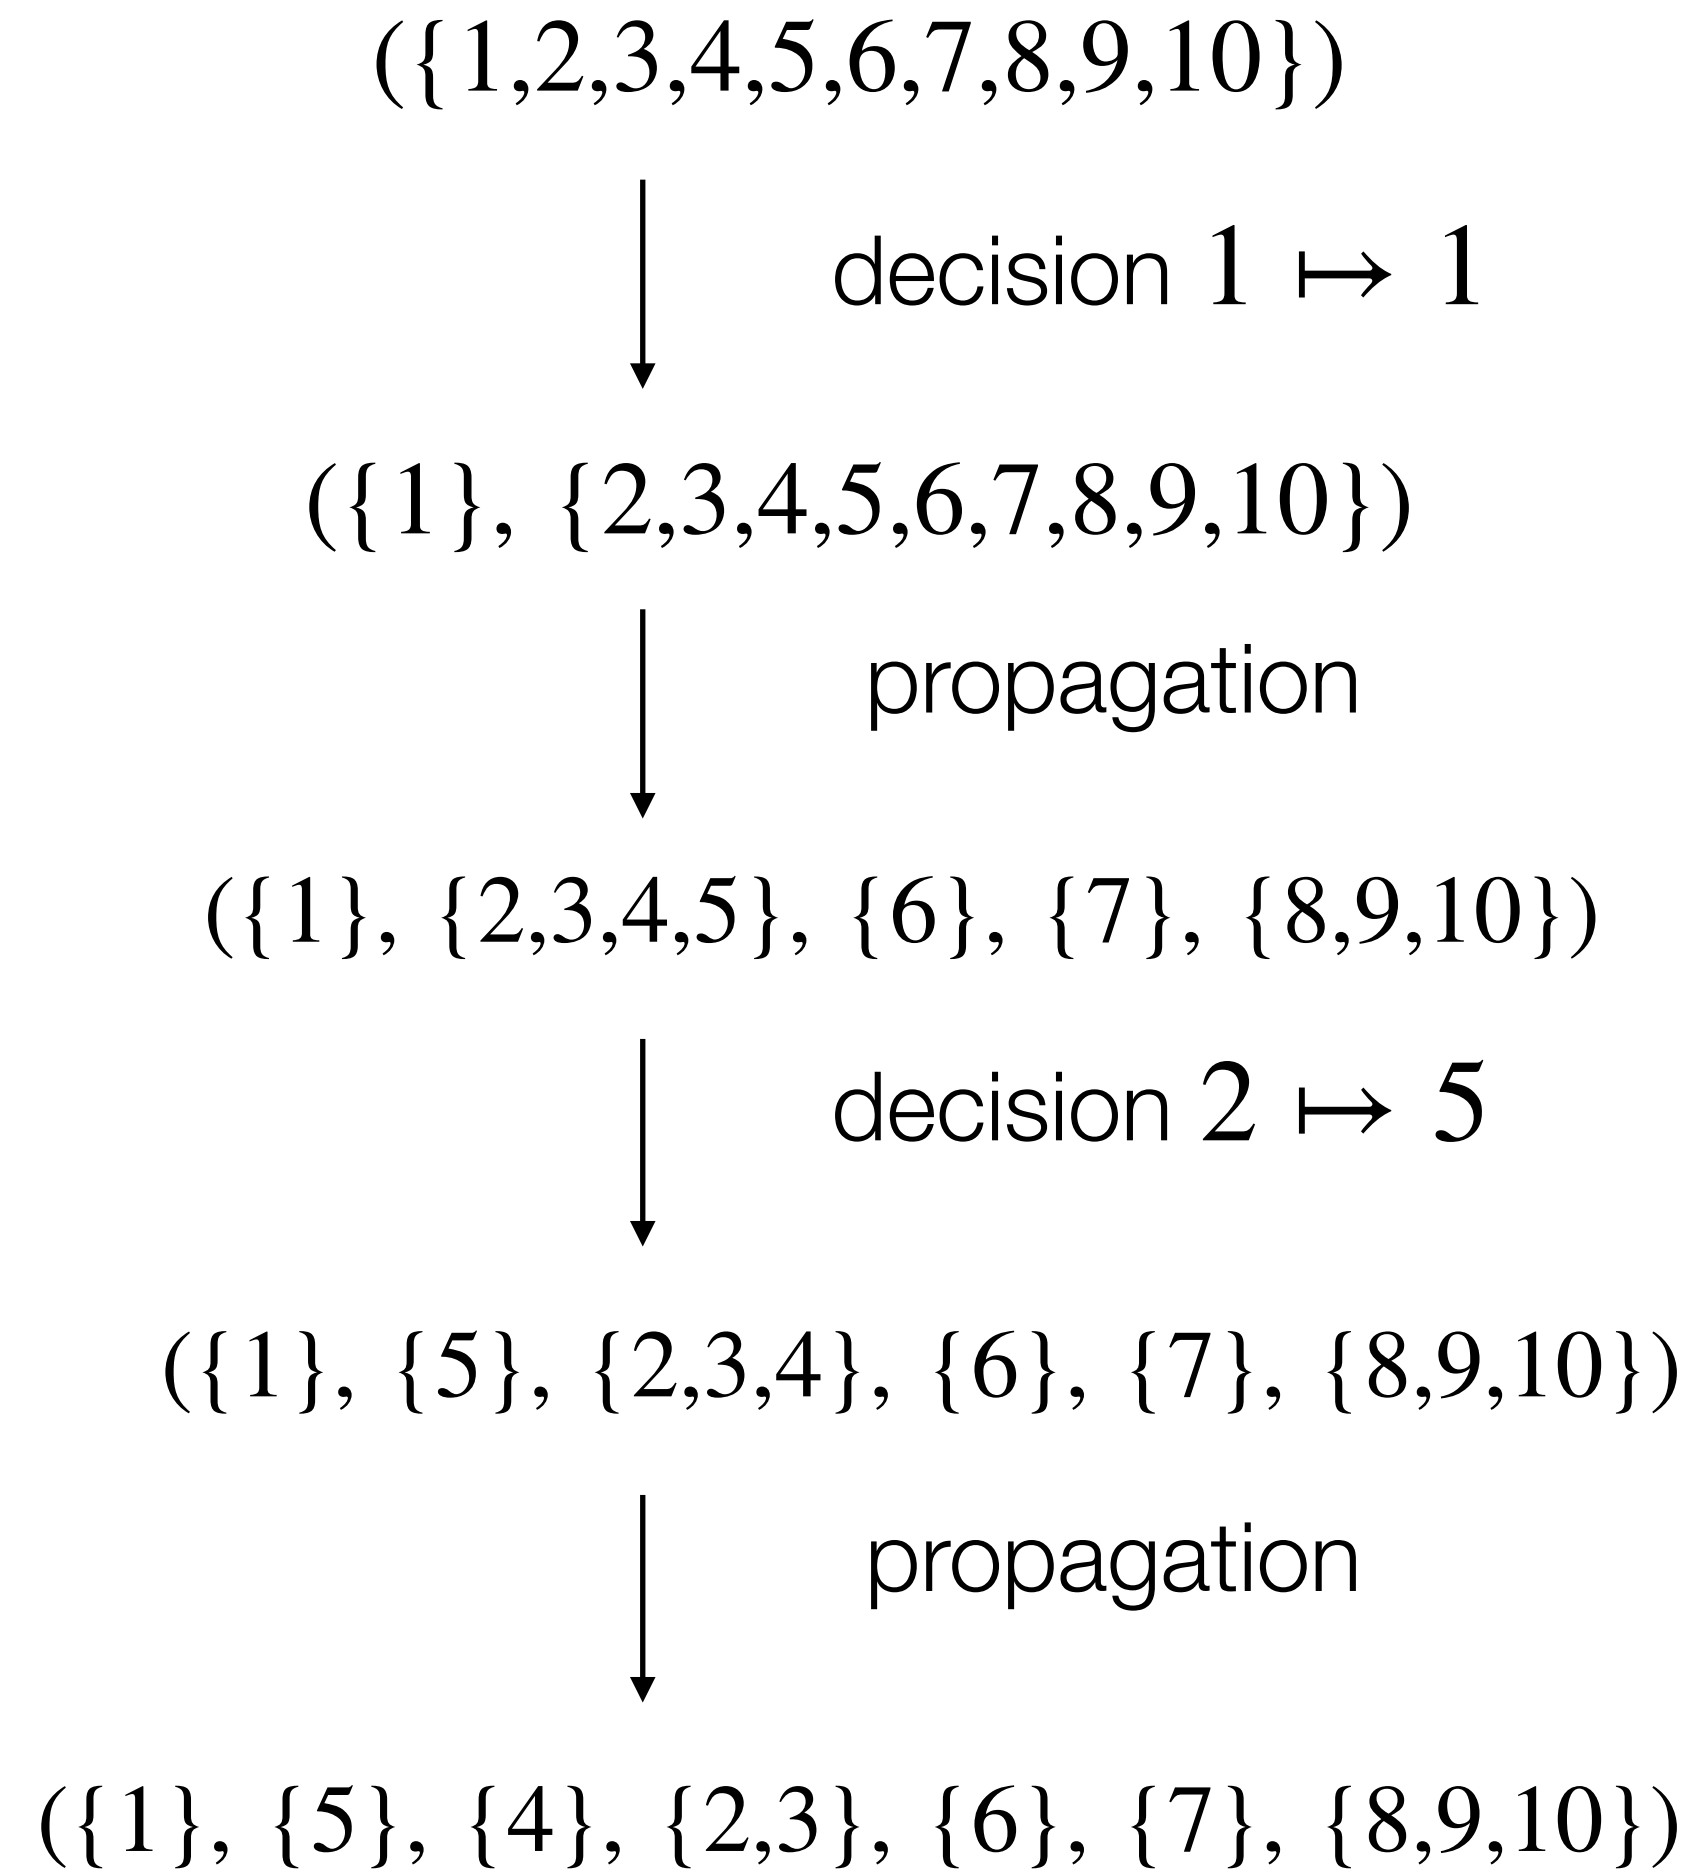 ({1,2,3,4,5,6,7,8,9,10})
decision 1 ↦ 1
({1}, {2,3,4,5,6,7,8,9,10})
propagation
({1}, {2,3,4,5}, {6}, {7}, {8,9,10})
decision 2 ↦ 5
({1}, {5}, {2,3,4}, {6}, {7}, {8,9,10})
propagation
({1}, {5}, {4}, {2,3}, {6}, {7}, {8,9,10})